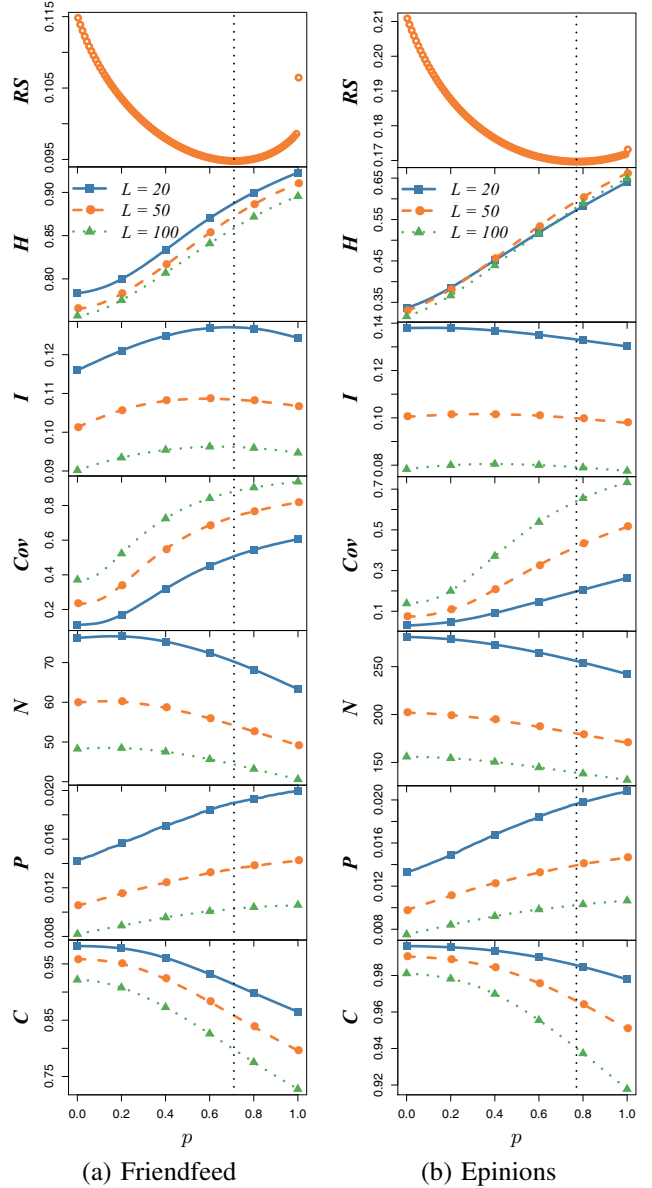 RS
0.095 0.105 0.115
H
0.80 0.85 0.90
L = 20
L = 50
L = 100
I
0.09 0.10 0.11 0.12
Cov
0.2 0.4 0.6 0.8
N
40 50 60 70
P
0.008 0.012 0.016 0.020
C
0.75 0.85 0.95
0.0 0.2 0.4 0.6 0.8 1.0
p
(a) Friendfeed
RS
0.17 0.18 0.19 0.20 0.21
H
0.35 0.45 0.55 0.65
L = 20
L = 50
L = 100
I
0.08 0.10 0.12 0.14
Cov
0.1 0.3 0.5 0.7
N
150 200 250
P
0.008 0.012 0.016 0.020
C
0.92 0.94 0.96 0.98
0.0 0.2 0.4 0.6 0.8 1.0
p
(b) Epinions